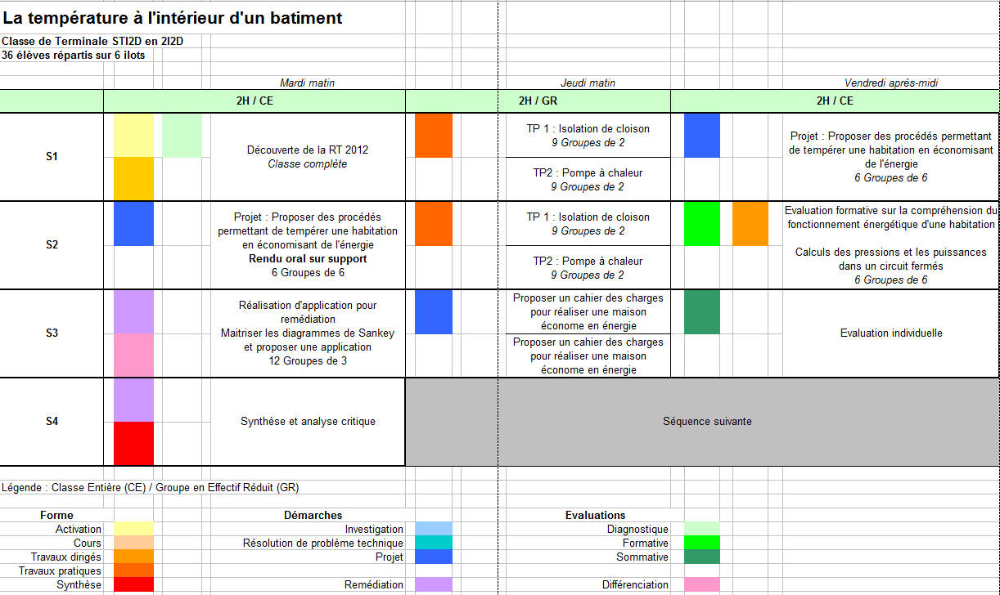 La température à l'intérieur d'un batiment
Classe de Terminale STI2D en 2I2D
36 élèves répartis sur 6 ilots
Mardi matin
Jeudi matin
Vendredi après-midi
2H / CE
2H / GR
2H / CE
S1
Découverte de la RT 2012
Classe complète
TP 1 : Isolation de cloison
9 Groupes de 2
TP2 : Pompe à chaleur
9 Groupes de 2
Projet : Proposer des procédés permettant
de tempérer une habitation en économisant
de l'énergie
6 Groupes de 6
S2
Projet : Proposer des procédés
permettant de tempérer une habitation
en économisant de l'énergie
Rendu oral sur support
6 Groupes de 6
TP 1 : Isolation de cloison
9 Groupes de 2
TP2 : Pompe à chaleur
9 Groupes de 2
Evaluation formative sur la compréhension du
fonctionnement énergétique d'une habitation
Calculs des pressions et les puissances
dans un circuit fermés
6 Groupes de 6
S3
Réalisation d'application pour
remédiation
Maitriser les diagrammes de Sankey
et proposer une application
12 Groupes de 3
Proposer un cahier des charges
pour réaliser une maison
économe en énergie
Proposer un cahier des charges
pour réaliser une maison
économe en énergie
Evaluation individuelle
S4
Synthèse et analyse critique
Séquence suivante
Légende : Classe Entière (CE) / Groupe en Effectif Réduit (GR)
Forme
Démarches
Evaluations
Activation
Investigation
Diagnostique
Cours
Résolution de problème technique
Formative
Travaux dirigés
Projet
Sommative
Travaux pratiques
Synthèse
Remédiation
Différenciation